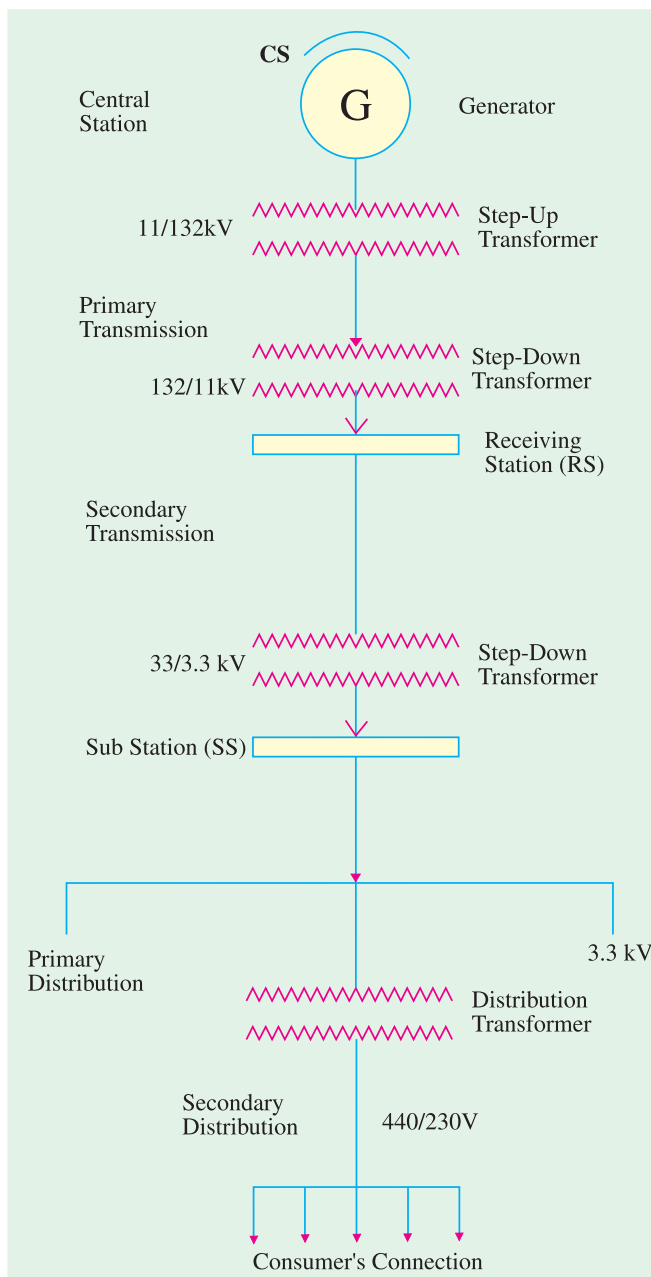 CS
Central
Station
G
Generator
11/132kV
Step-Up
Transformer
Primary
Transmission
132/11kV
Step-Down
Transformer
Receiving
Station (RS)
Secondary
Transmission
33/3.3 kV
Step-Down
Transformer
Sub Station (SS)
Primary
Distribution
3.3 kV
Distribution
Transformer
Secondary
Distribution
440/230V
Consumer's Connection